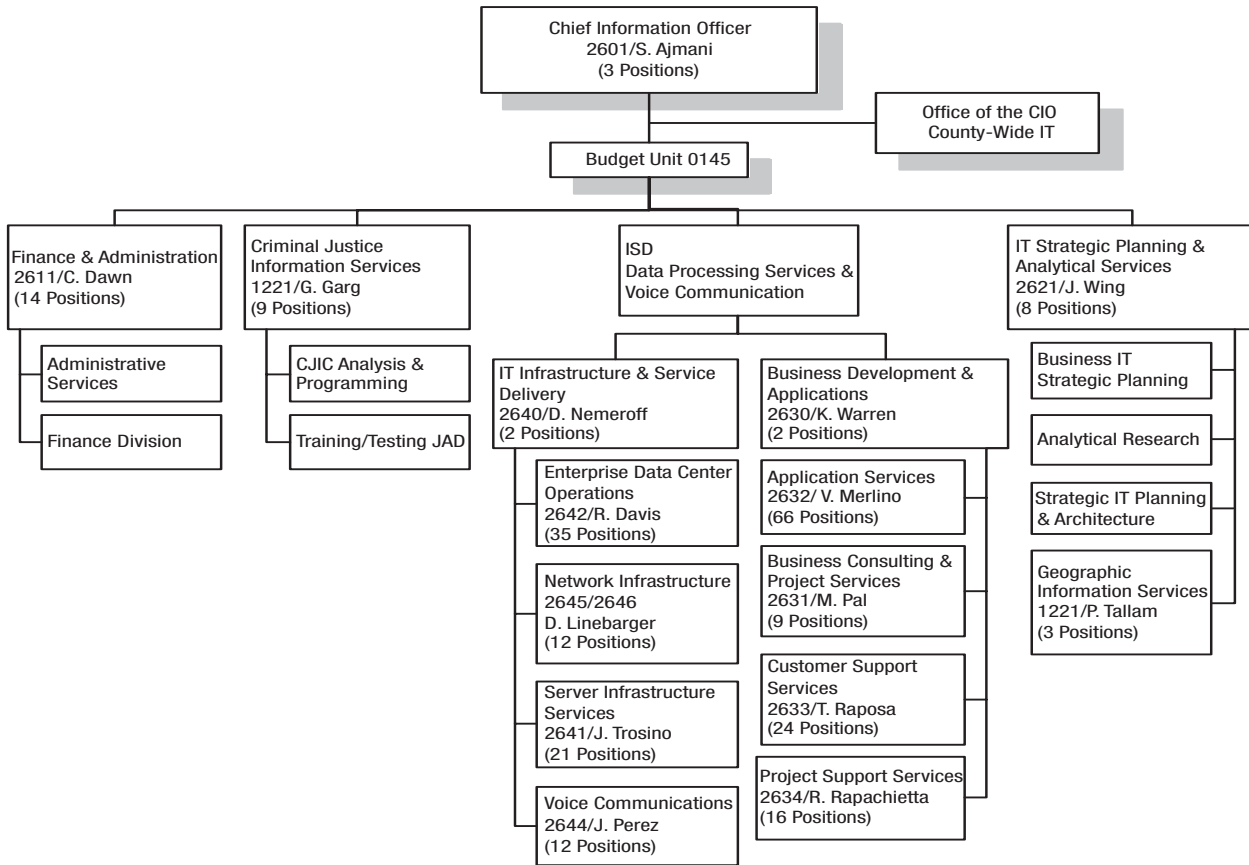 Chief Information Officer
2601/S. Ajmani
(3 Positions)
Office of the CIO
County-Wide IT
Budget Unit 0145
Finance & Administration
2611/C. Dawn
(14 Positions)
Administrative
Services
Finance Division
Criminal Justice
Information Services
1221/G. Garg
(9 Positions)
CJIC Analysis &
Programming
Training/Testing JAD
ISD
Data Processing Services &
Voice Communication
IT Infrastructure & Service
Delivery
2640/D. Nemeroff
(2 Positions)
Enterprise Data Center
Operations
2642/R. Davis
(35 Positions)
Network Infrastructure
2645/2646
D. Linebarger
(12 Positions)
Server Infrastructure
Services
2641/J. Trosino
(21 Positions)
Voice Communications
2644/J. Perez
(12 Positions)
Business Development &
Applications
2630/K. Warren
(2 Positions)
Application Services
2632/ V. Merlino
(66 Positions)
Business Consulting &
Project Services
2631/M. Pal
(9 Positions)
Customer Support
Services
2633/T. Raposa
(24 Positions)
Project Support Services
2634/R. Rapachietta
(16 Positions)
IT Strategic Planning &
Analytical Services
2621/J. Wing
(8 Positions)
Business IT
Strategic Planning
Analytical Research
Strategic IT Planning
& Architecture
Geographic
Information Services
1221/P. Tallam
(3 Positions)